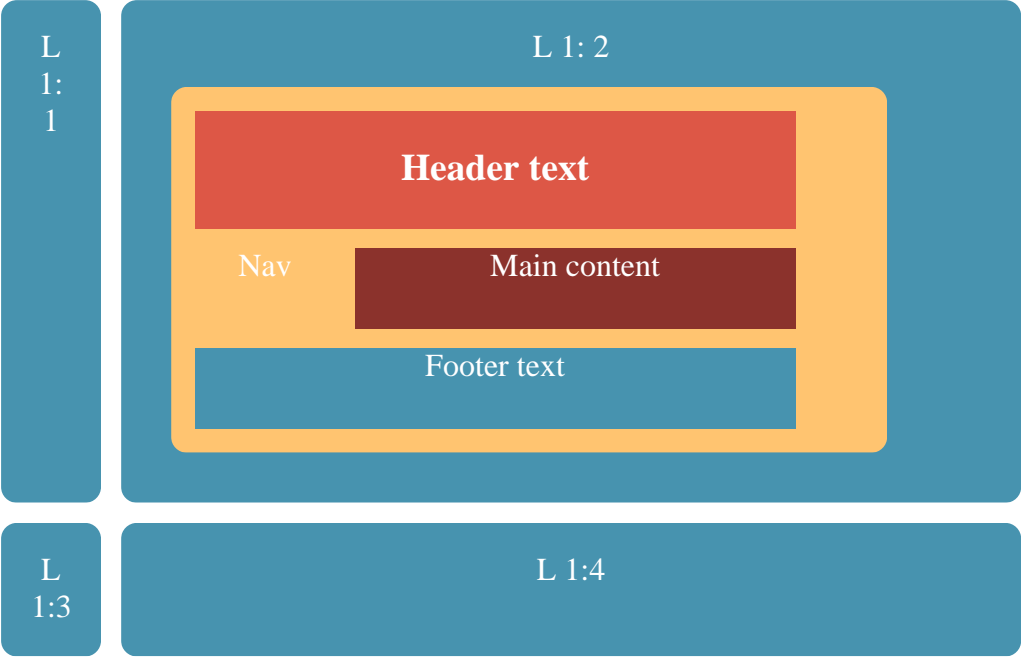 L
1:
1
L 1: 2
Header text
Nav
Main content
Footer text
L
1:3
L 1:4